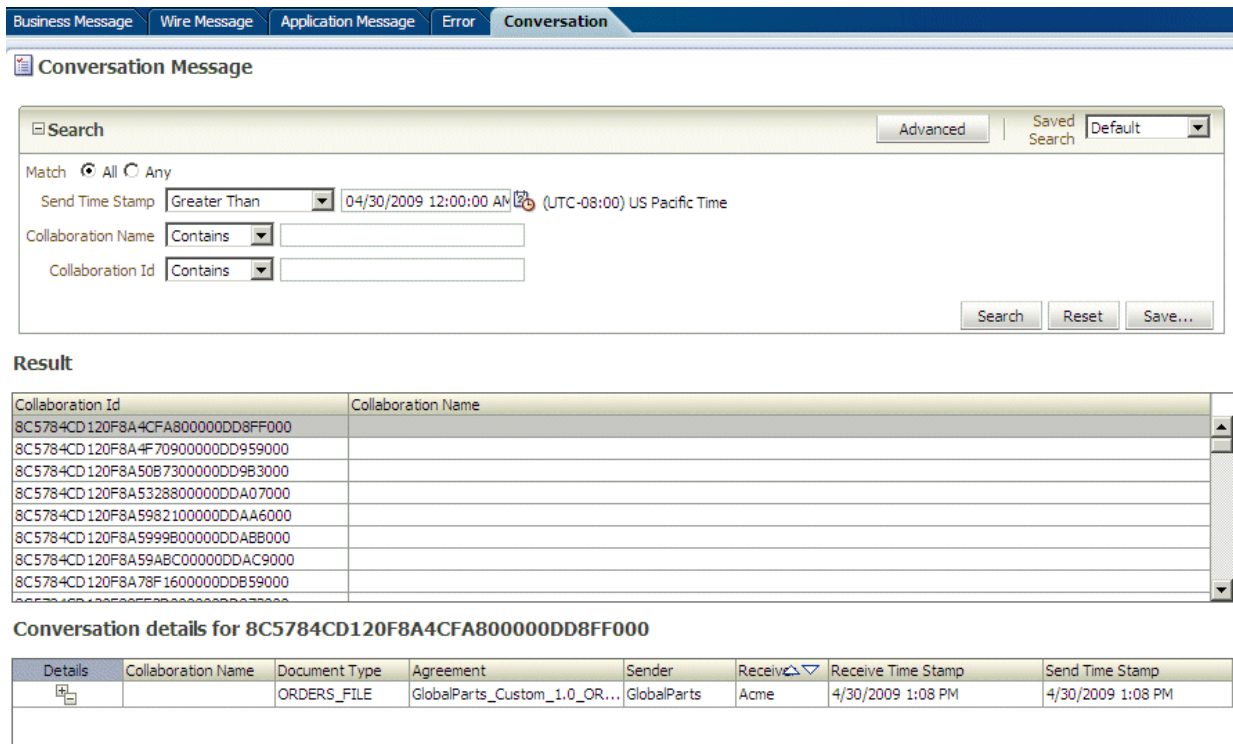 Business Message Wire Message Application Message Error Conversation
Conversation Message
Search Advanced Saved Search Default
Match All Any
Send Time Stamp Greater Than 04/30/2009 12:00:00 AM (UTC-08:00) US Pacific Time
Collaboration Name Contains
Collaboration Id Contains
Search Reset Save...
Result
Collaboration Id Collaboration Name
8C5784CD120F8A4CFA800000DD8FF000
8C5784CD120F8A4F70900000DD959000
8C5784CD120F8A50B7300000DD9B3000
8C5784CD120F8A5328800000DDA07000
8C5784CD120F8A5982100000DDAA6000
8C5784CD120F8A5999B00000DDABB000
8C5784CD120F8A59ABC00000DDAC9000
8C5784CD120F8A78F1600000DDB59000
Conversation details for 8C5784CD120F8A4CFA800000DD8FF000
Details Collaboration Name Document Type Agreement Sender Receive Receive Time Stamp Send Time Stamp
ORDERS_FILE GlobalParts_Custom_1.0_OR... GlobalParts Acme 4/30/2009 1:08 PM 4/30/2009 1:08 PM